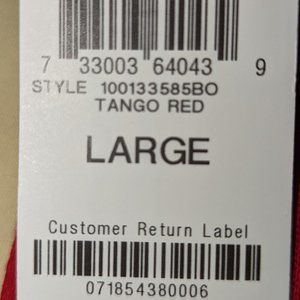 7 33003 64043 9
STYLE 100133585BO
TANGO RED
LARGE
Customer Return Label
071854380006